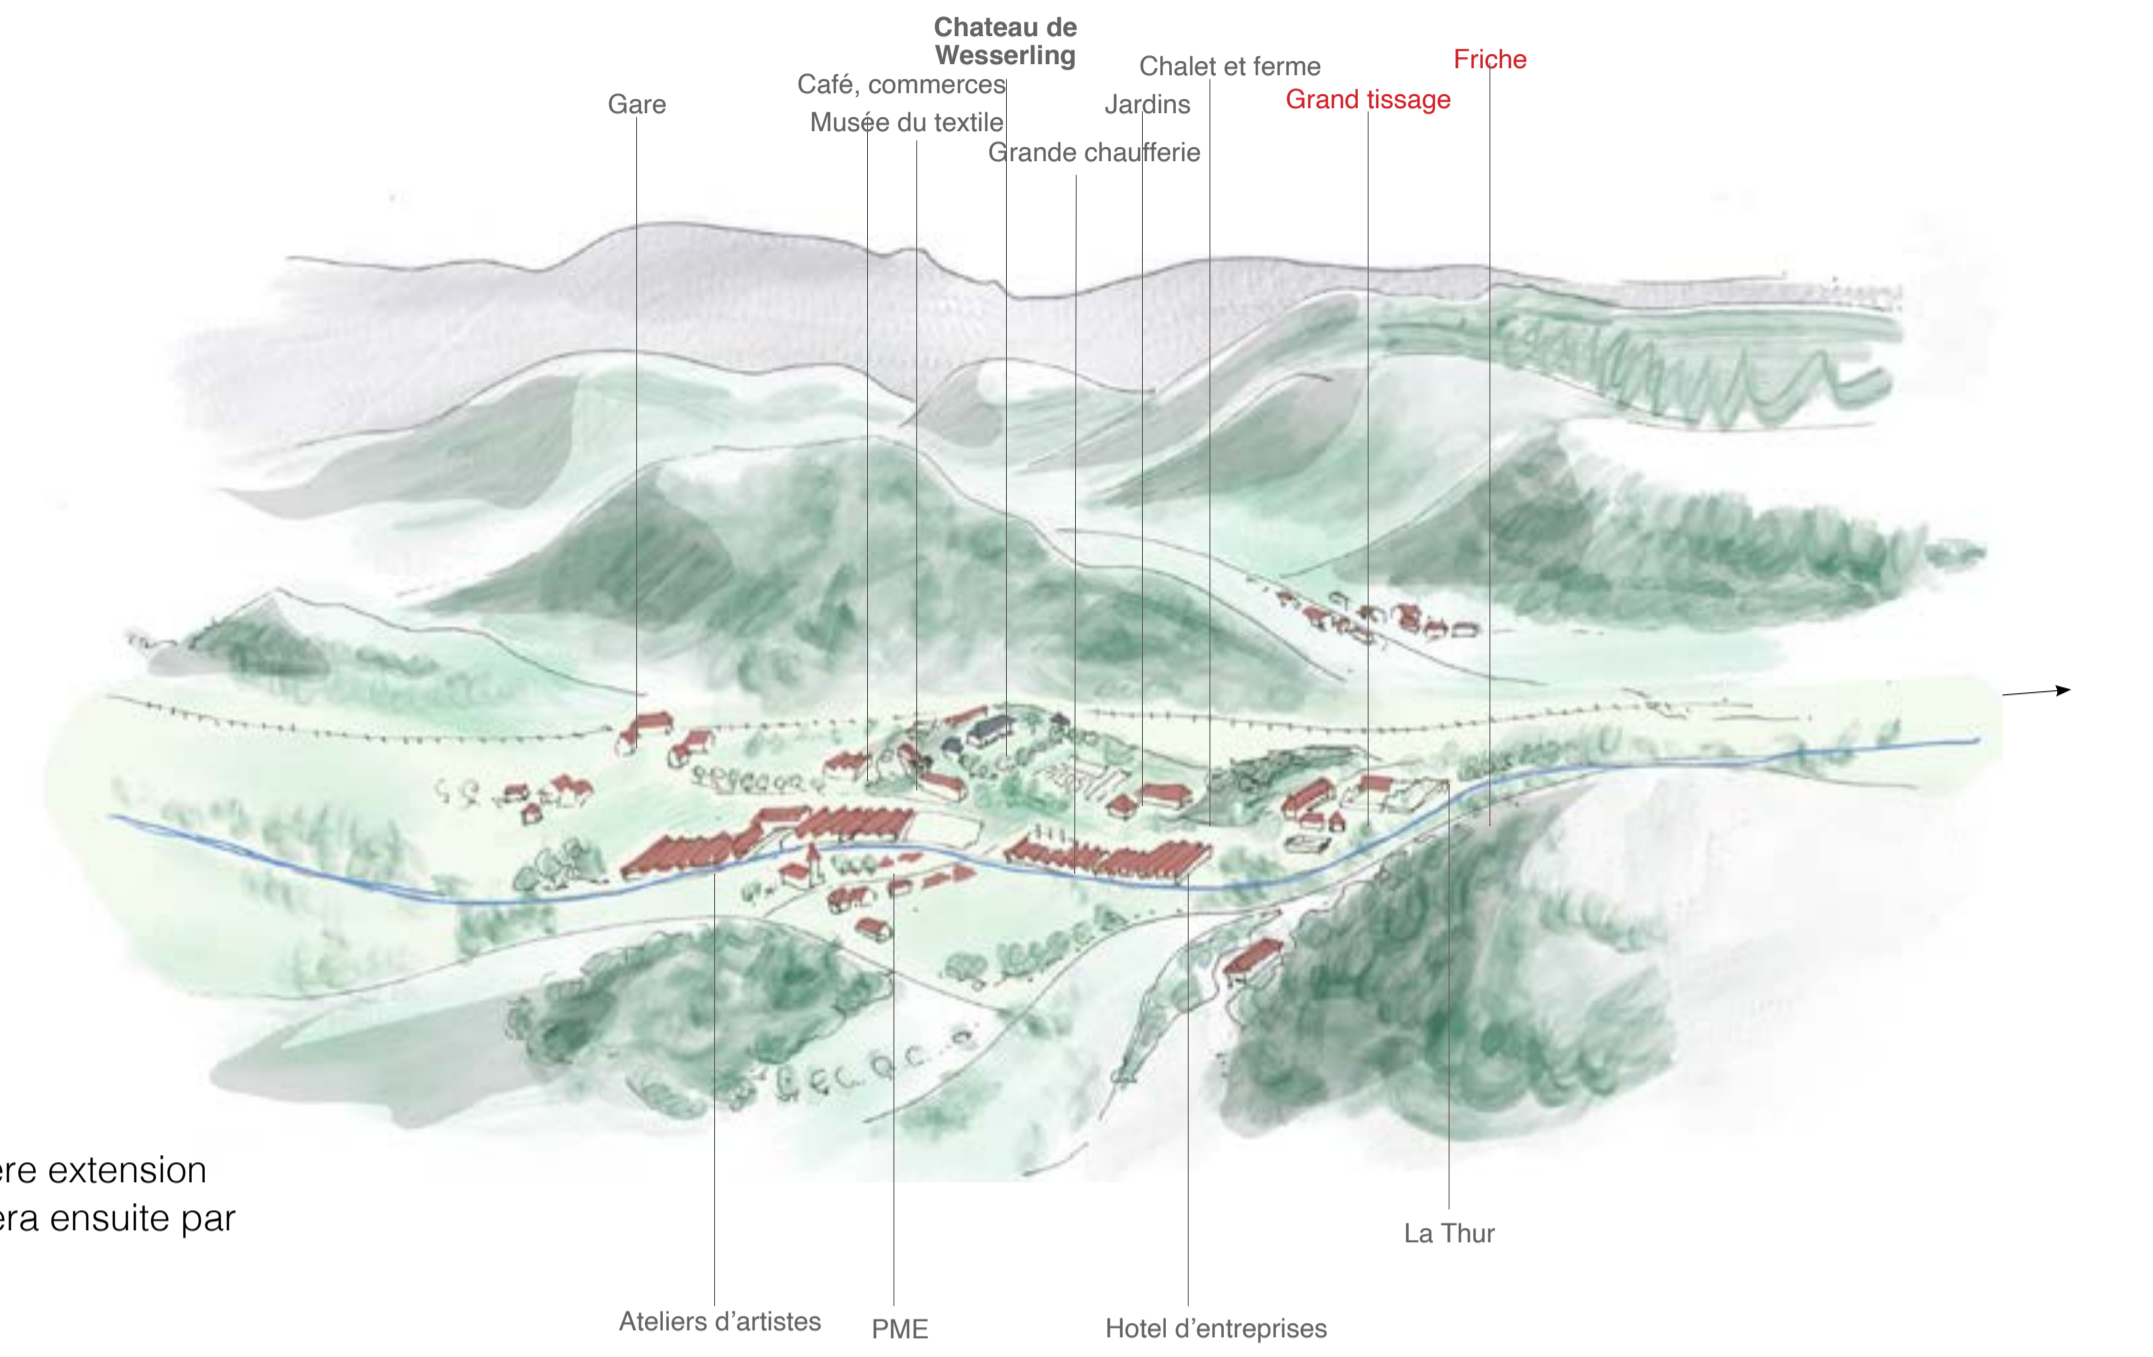 Chateau de
Wesserling
Friche
Chalet et ferme
Café, commerces
Grand tissage
Gare
Jardins
Musée du textile
Grande chaufferie
ère extension
era ensuite par
La Thur
Ateliers d’artistes
PME
Hotel d’entreprises